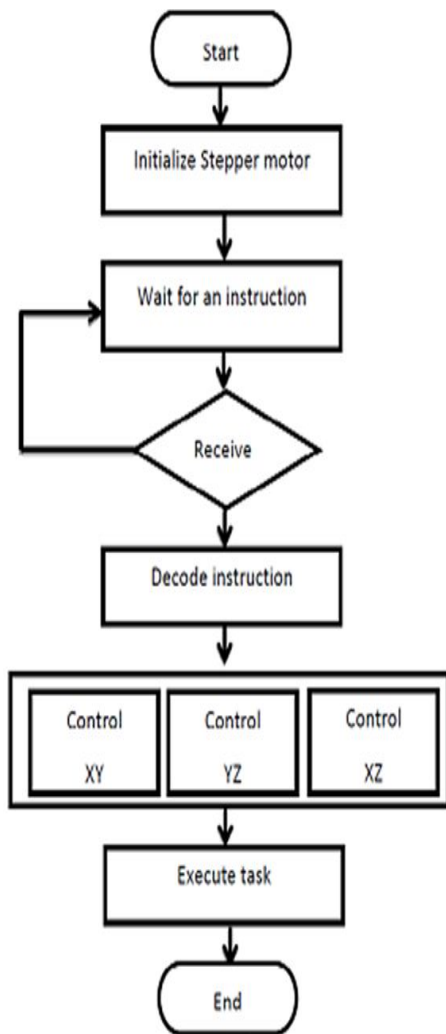 Start
Initialize Stepper motor
Wait for an instruction
Receive
Decode instruction
Control
XY
Control
YZ
Control
XZ
Execute task
End